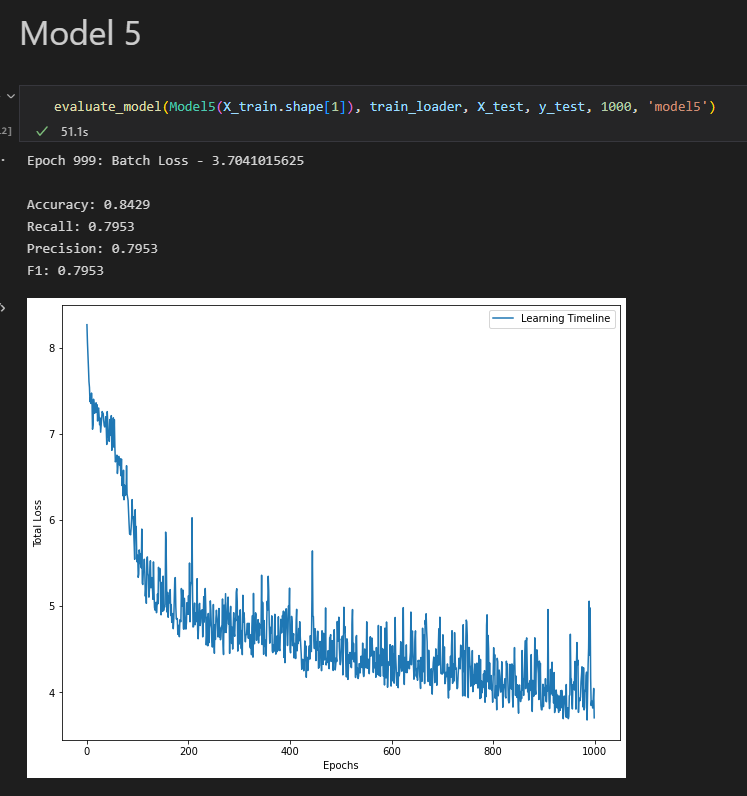 Model 5
evaluate_model(Model5(X_train.shape[1]), train_loader, X_test, y_test, 1000, 'model5')
2]
51.1s
Epoch 999: Batch Loss - 3.7041015625
Accuracy: 0.8429
Recall: 0.7953
Precision: 0.7953
F1: 0.7953
Learning Timeline
8
7
6
5
4
Total Loss
0 200 400 600 800 1000
Epochs